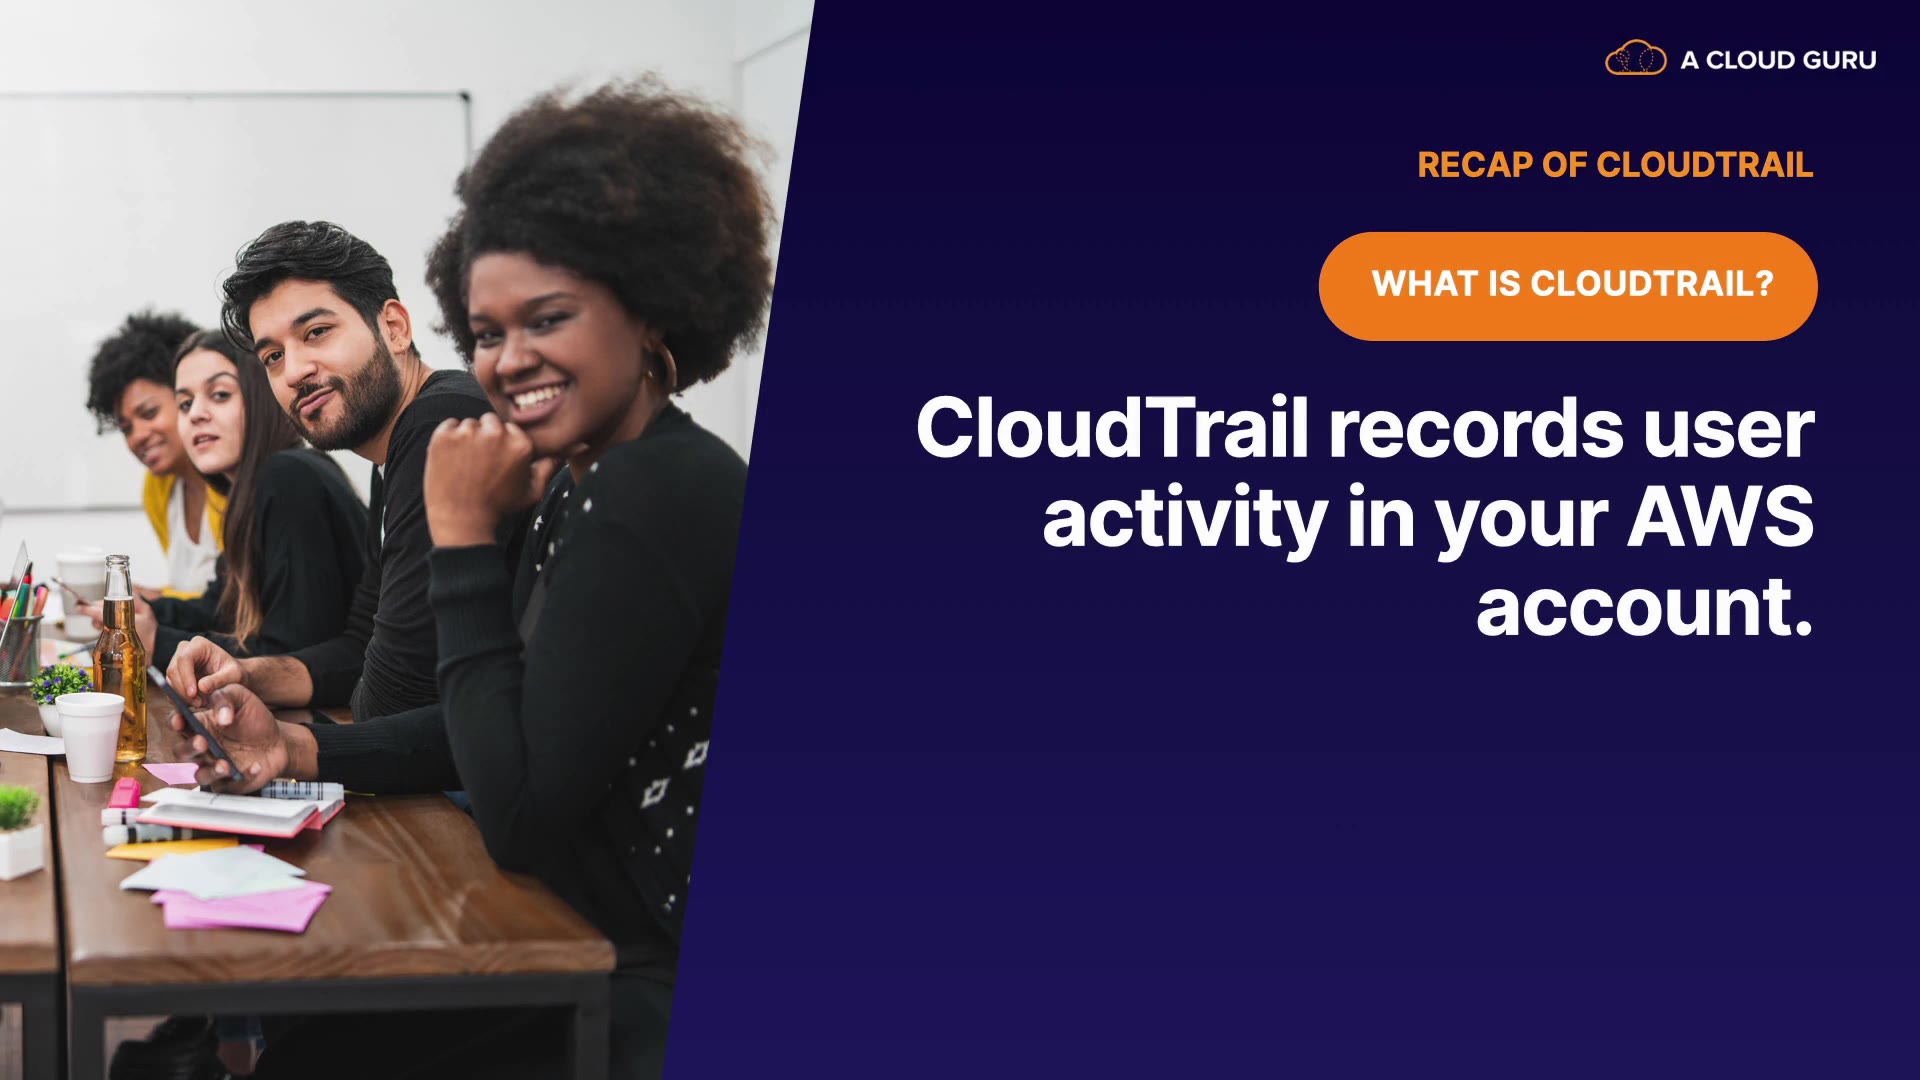 A CLOUD GURU
RECAP OF CLOUDTRAIL
WHAT IS CLOUDTRAIL?
CloudTrail records user
activity in your AWS
account.